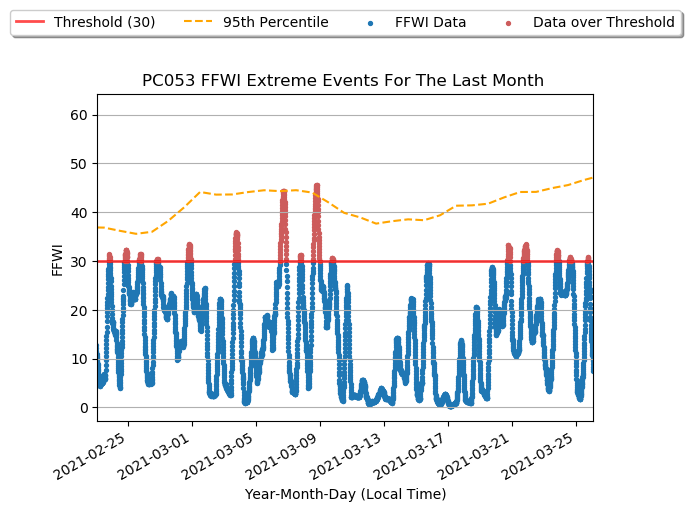 Threshold (30) 95th Percentile FFWI Data Data over Threshold
PC053 FFWI Extreme Events For The Last Month
60
50
40
30
20
10
0
FFWI
2021-02-25 2021-03-01 2021-03-05 2021-03-09 2021-03-13 2021-03-17 2021-03-21 2021-03-25
Year-Month-Day (Local Time)